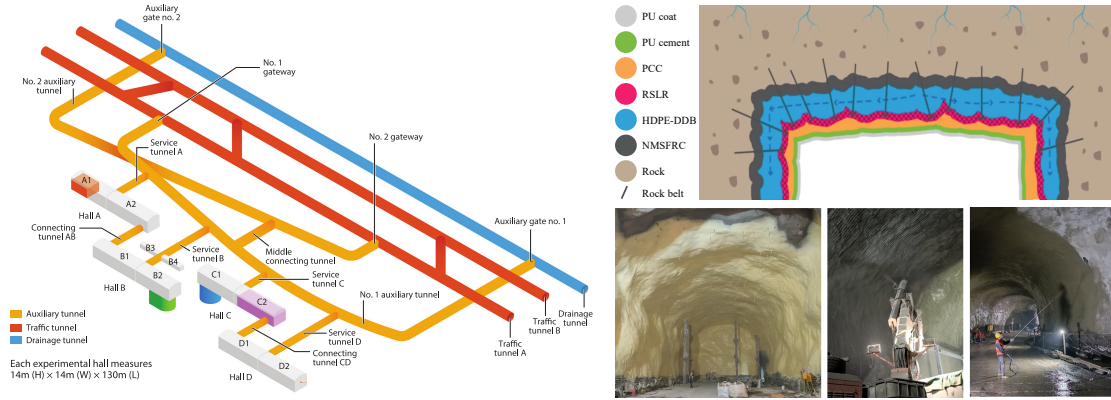 Auxiliary
gate no. 2
No. 1
gateway
No. 2 auxiliary
tunnel
Service
tunnel A
No. 2 gateway
A1
A2
Hall A
Auxiliary gate no. 1
Connecting
tunnel AB
B3
B4
Service
tunnel B
Middle
connecting tunnel
B1
B2
Hall B
C1
C2
Service
tunnel C
No. 1 auxiliary tunnel
Hall C
Drainage
tunnel
Traffic
tunnel B
Traffic
tunnel A
Auxiliary tunnel
Traffic tunnel
Drainage tunnel
D1
D2
Service
tunnel D
Connecting
tunnel CD
Hall D
Each experimental hall measures
14m (H) × 14m (W) × 130m (L)
PU coat
PU cement
PCC
RSLR
HDPE-DDB
NMSFRC
Rock
Rock belt